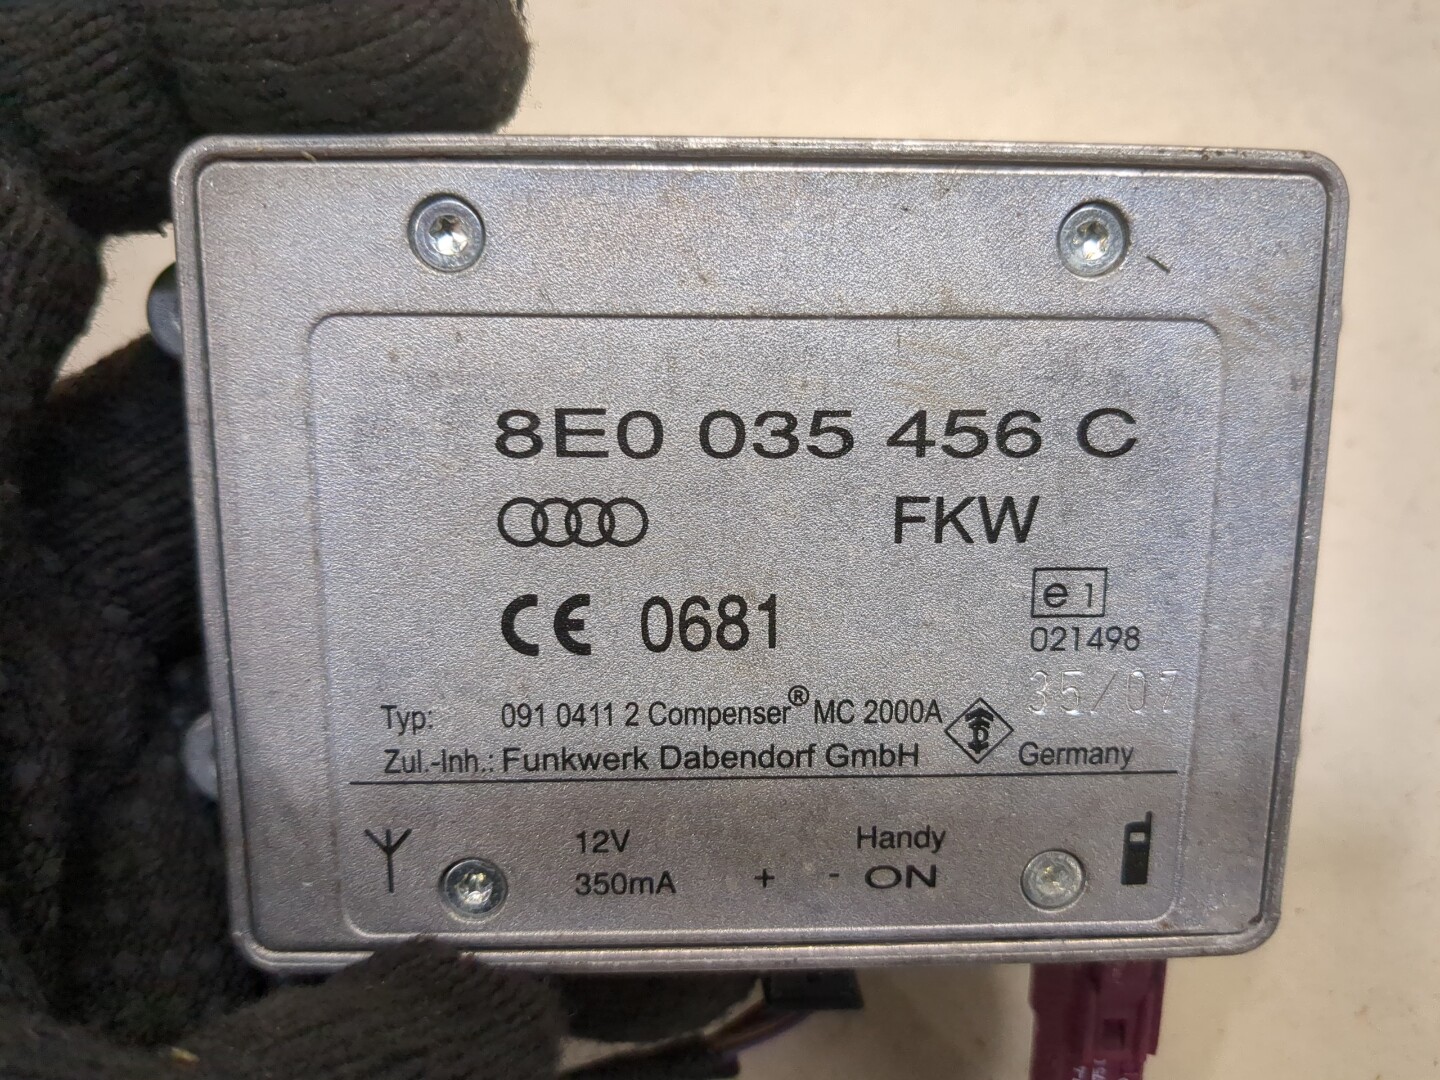 8E0 035 456 C
FKW
CE 0681
e 1
021498
35/07
Typ: 091 0411 2 Compenser® MC 2000A
Zul.-Inh.: Funkwerk Dabendorf GmbH
Germany
12V Handy
350mA + - ON